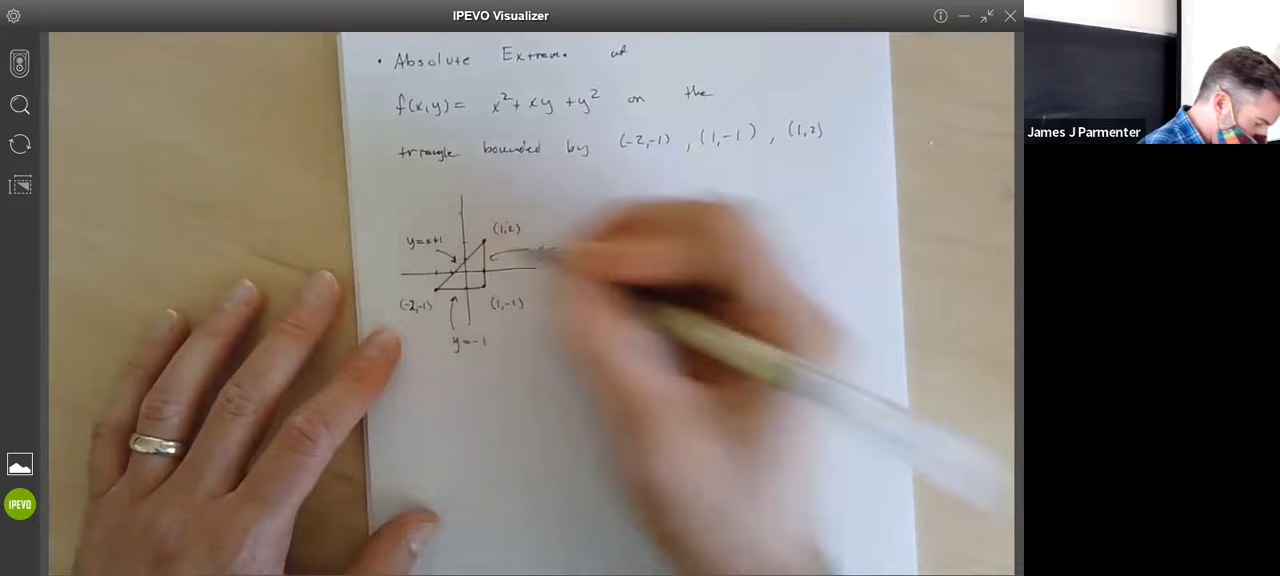 IPEVO Visualizer
• Absolute Extrem. of
f(x,y) = x² + xy + y² on the
triangle bounded by (-2,-1) , (1,-1) , (1,2)
James J Parmenter
(1,2)
y=x+1
(-2,-1)
(1,-1)
y=-1
IPEVO